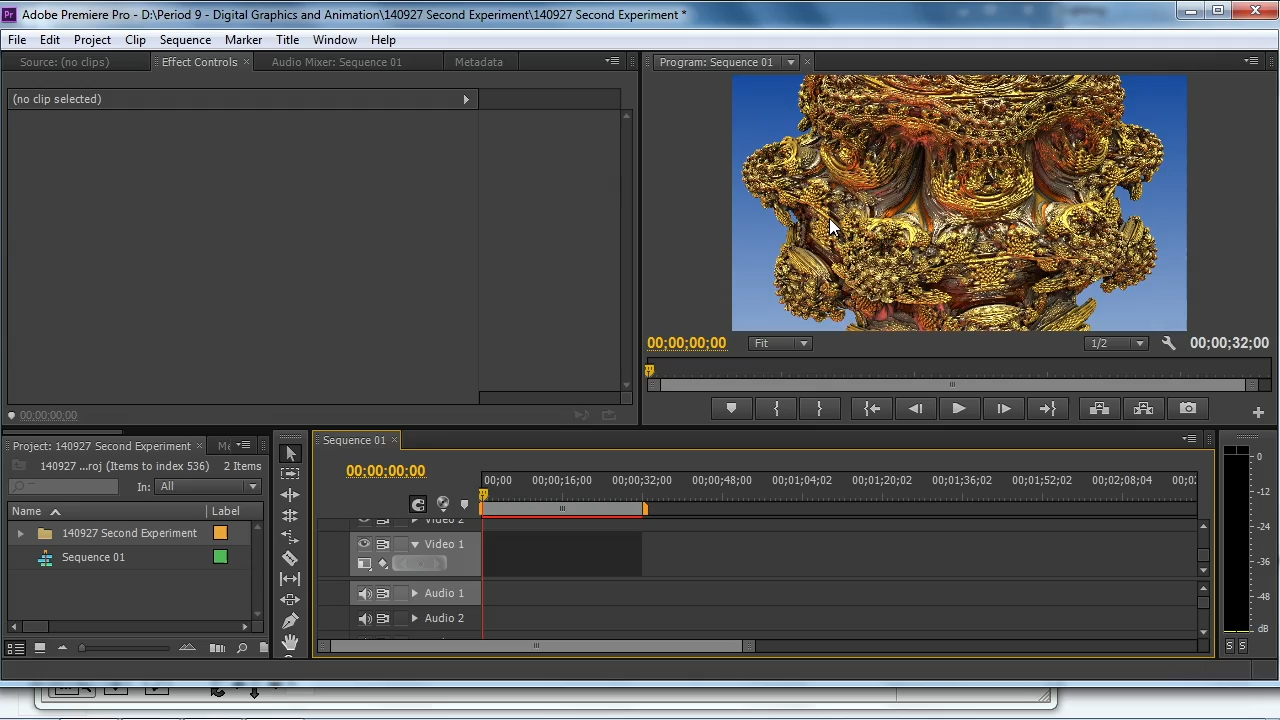 Pr Adobe Premiere Pro - D:\Period 9 - Digital Graphics and Animation\140927 Second Experiment\140927 Second Experiment *
File Edit Project Clip Sequence Marker Title Window Help
Source: (no clips) Effect Controls × Audio Mixer: Sequence 01 Metadata
Program: Sequence 01 ×
(no clip selected)
00;00;00;00 Fit 1/2 00;00;32;00
00;00;00;00
Project: 140927 Second Experiment × Me
140927 ...roj (Items to index 536) 2 Items
In: All
Name Label
140927 Second Experiment
Sequence 01
Sequence 01 ×
00;00;00;00
00;00 00;00;16;00 00;00;32;00 00;00;48;00 00;01;04;02 00;01;20;02 00;01;36;02 00;01;52;02 00;02;08;04 00;02
Video 2
Video 1
Audio 1
Audio 2
0
-12
-24
-36
-48
dB
S S